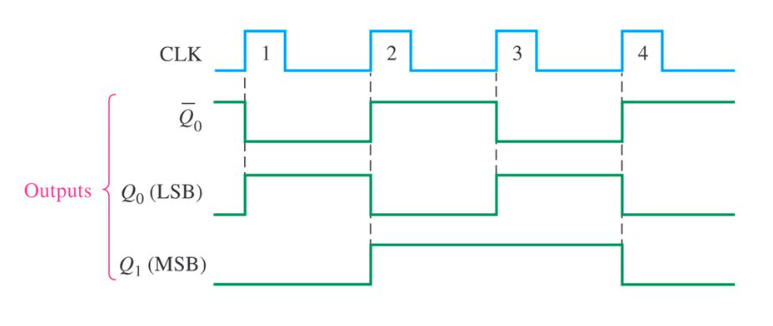 CLK 1 2 3 4
Q̅₀
Outputs
Q₀ (LSB)
Q₁ (MSB)